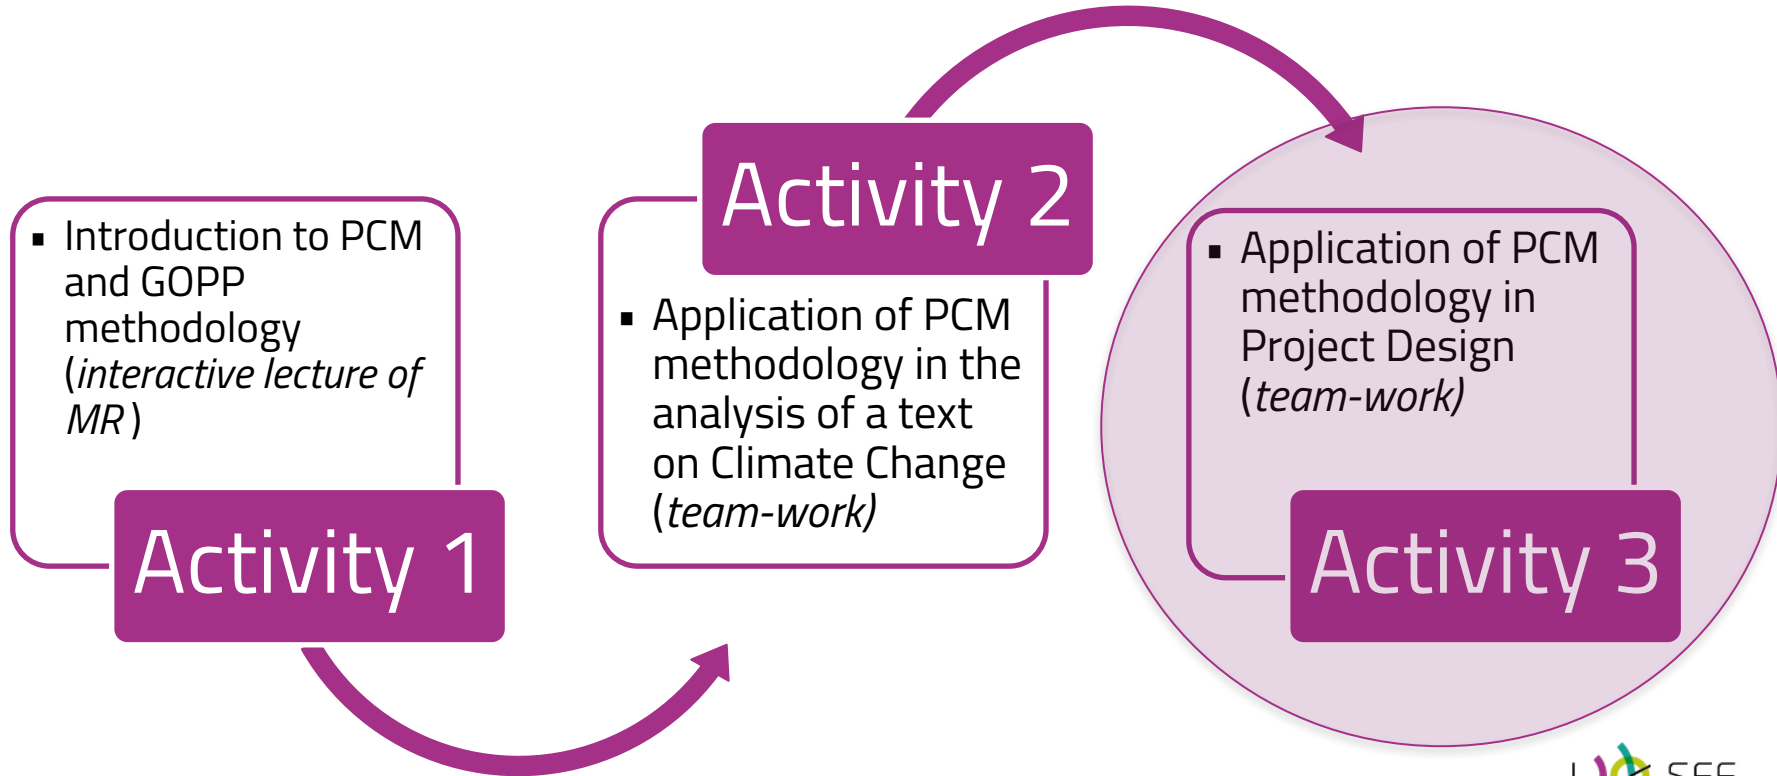 ▪ Introduction to PCM
and GOPP
methodology
(interactive lecture of
MR )
Activity 1
Activity 2
▪ Application of PCM
methodology in the
analysis of a text
on Climate Change
(team-work)
▪ Application of PCM
methodology in
Project Design
(team-work)
Activity 3